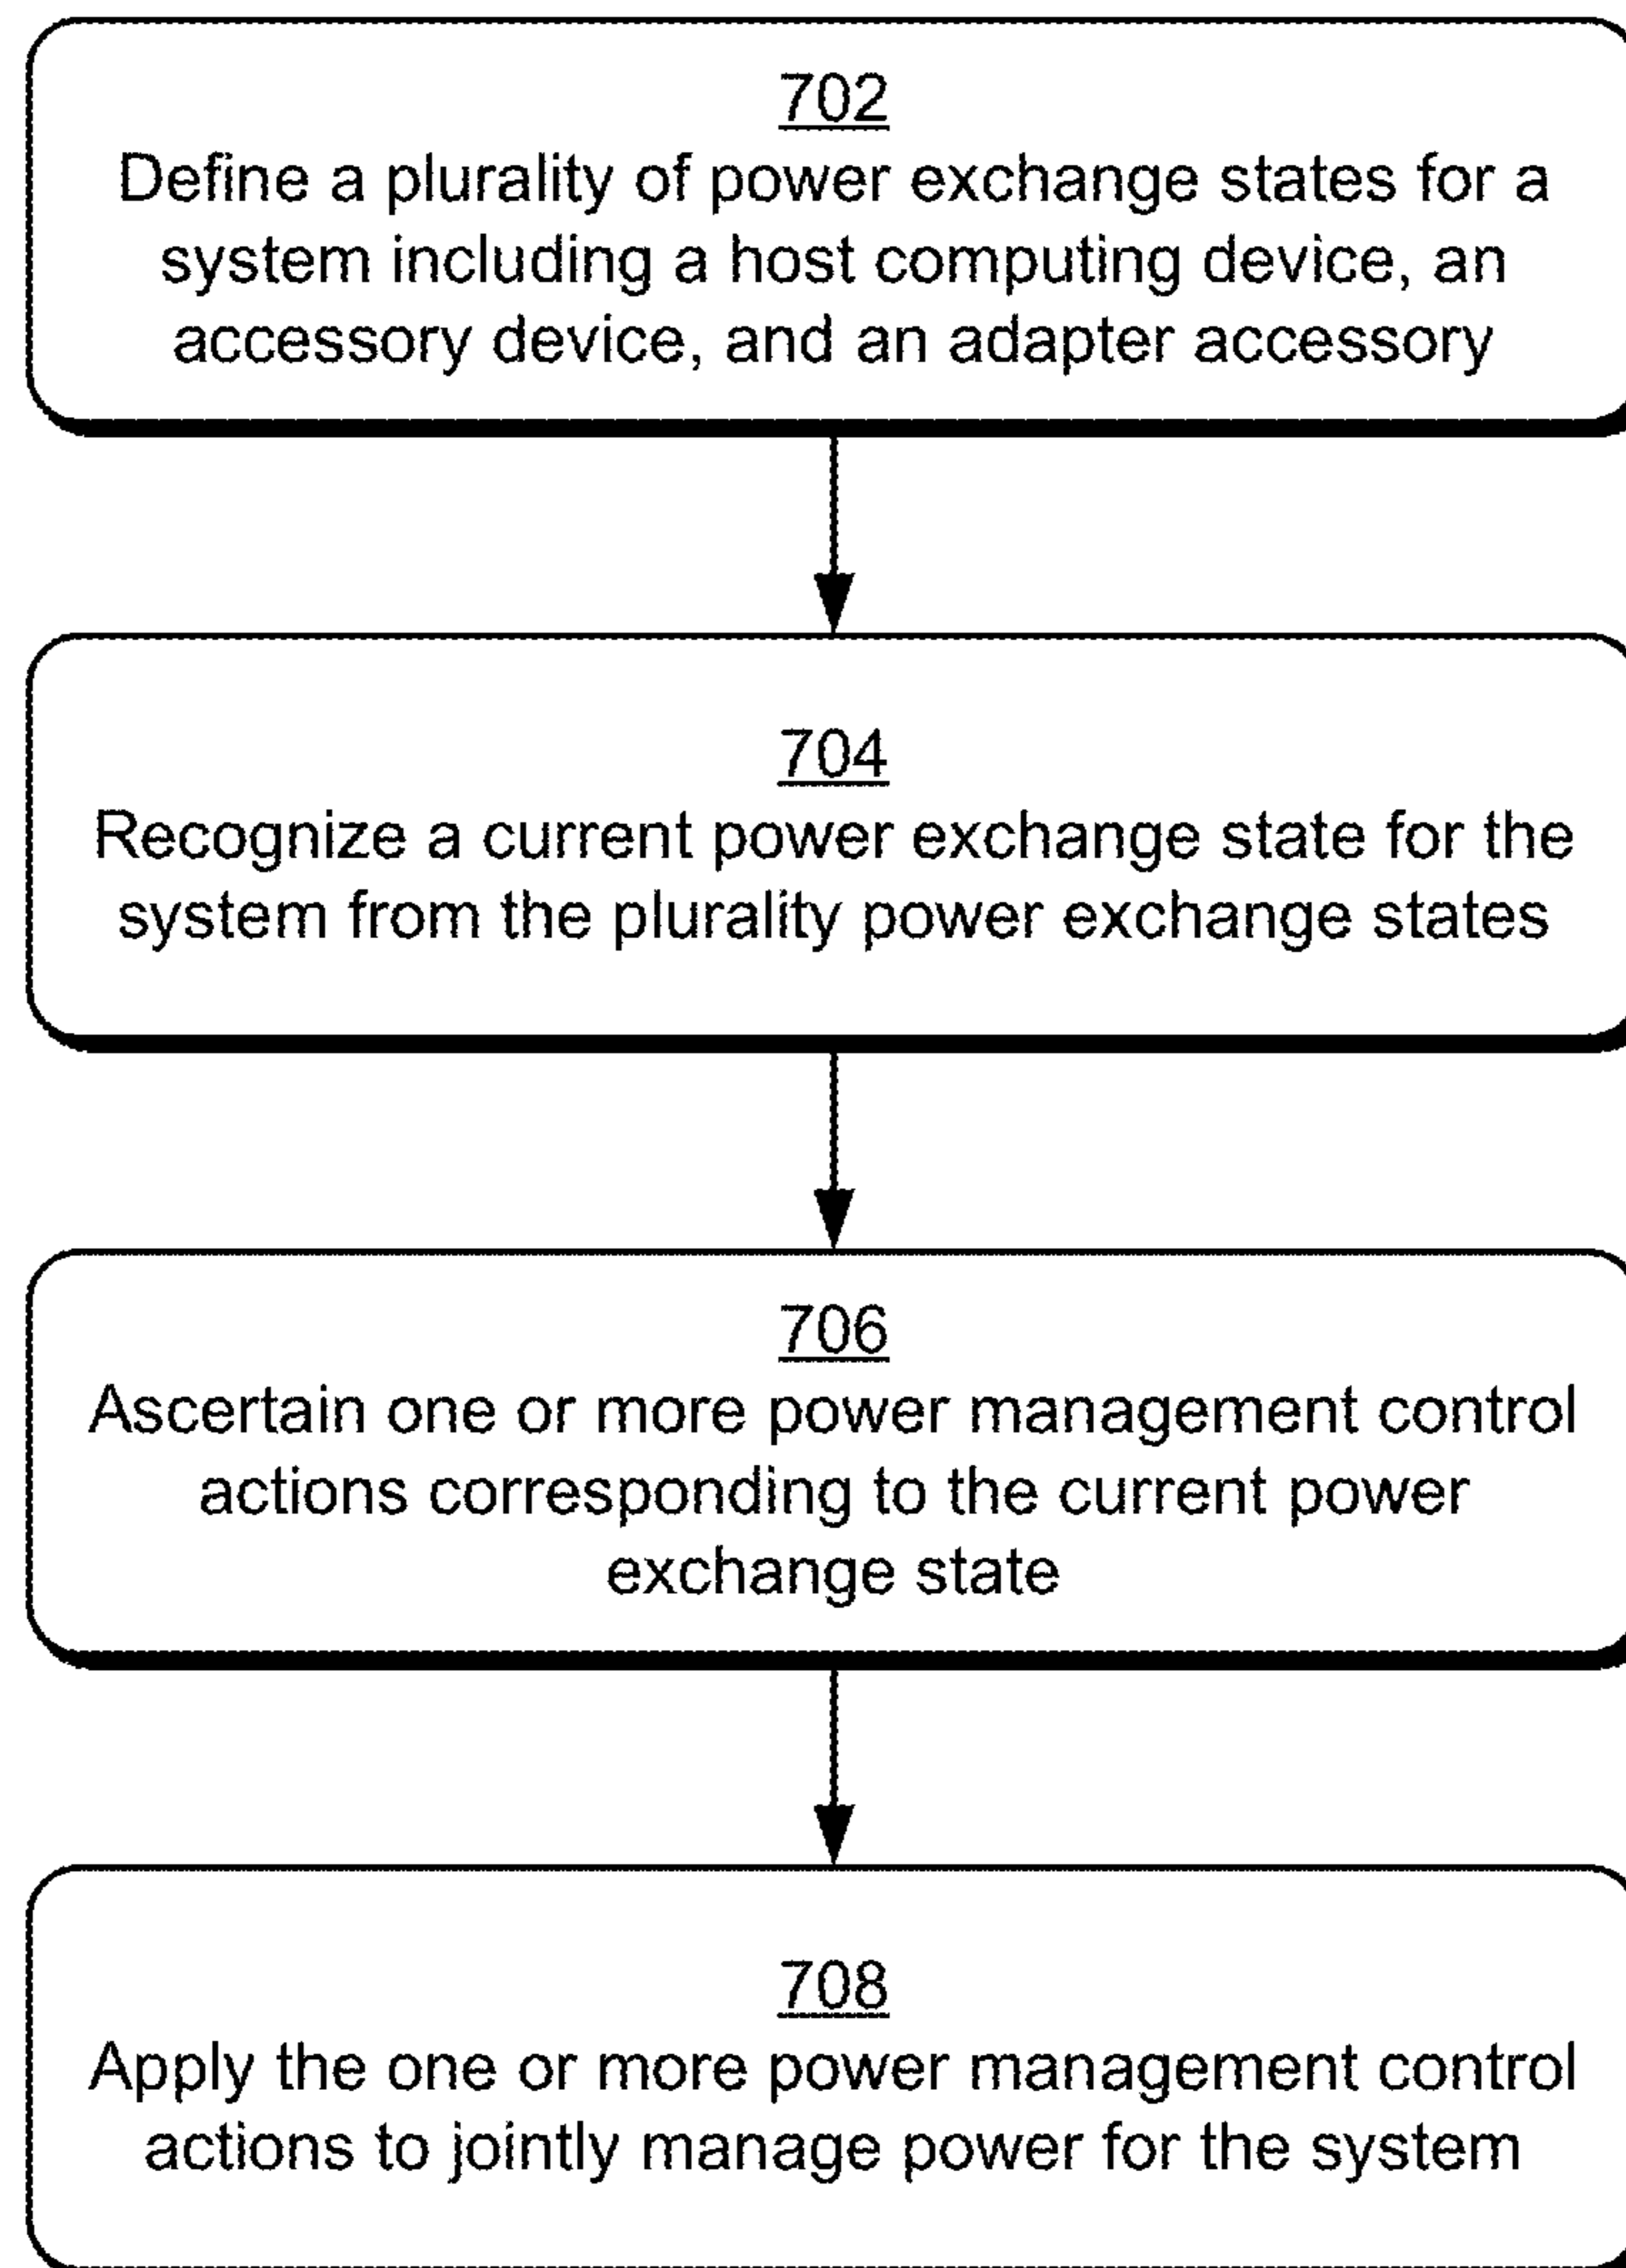 702
Define a plurality of power exchange states for a
system including a host computing device, an
accessory device, and an adapter accessory
704
Recognize a current power exchange state for the
system from the plurality power exchange states
706
Ascertain one or more power management control
actions corresponding to the current power
exchange state
708
Apply the one or more power management control
actions to jointly manage power for the system